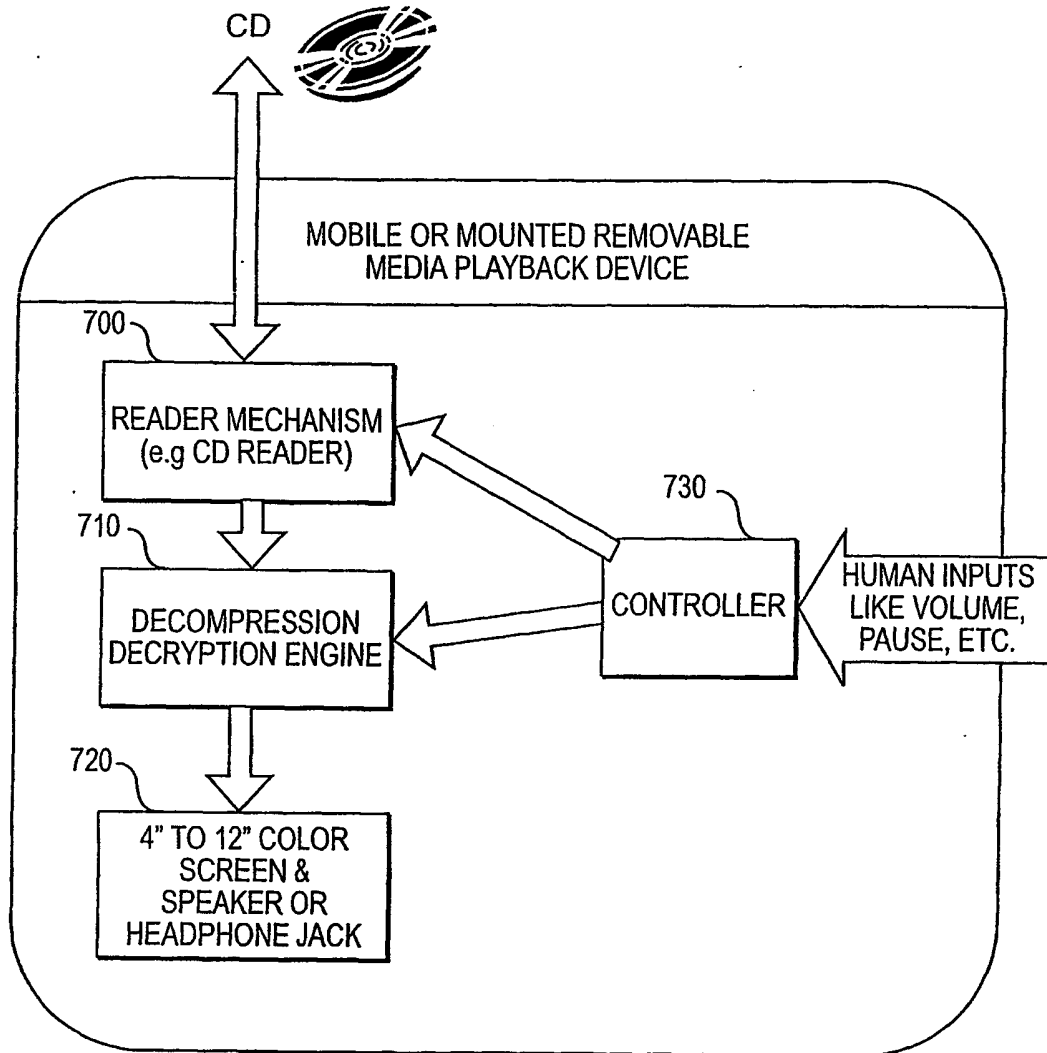 CD
MOBILE OR MOUNTED REMOVABLE
MEDIA PLAYBACK DEVICE
700
READER MECHANISM
(e.g CD READER)
710
DECOMPRESSION
DECRYPTION ENGINE
720
4" TO 12" COLOR
SCREEN &
SPEAKER OR
HEADPHONE JACK
730
CONTROLLER
HUMAN INPUTS
LIKE VOLUME,
PAUSE, ETC.